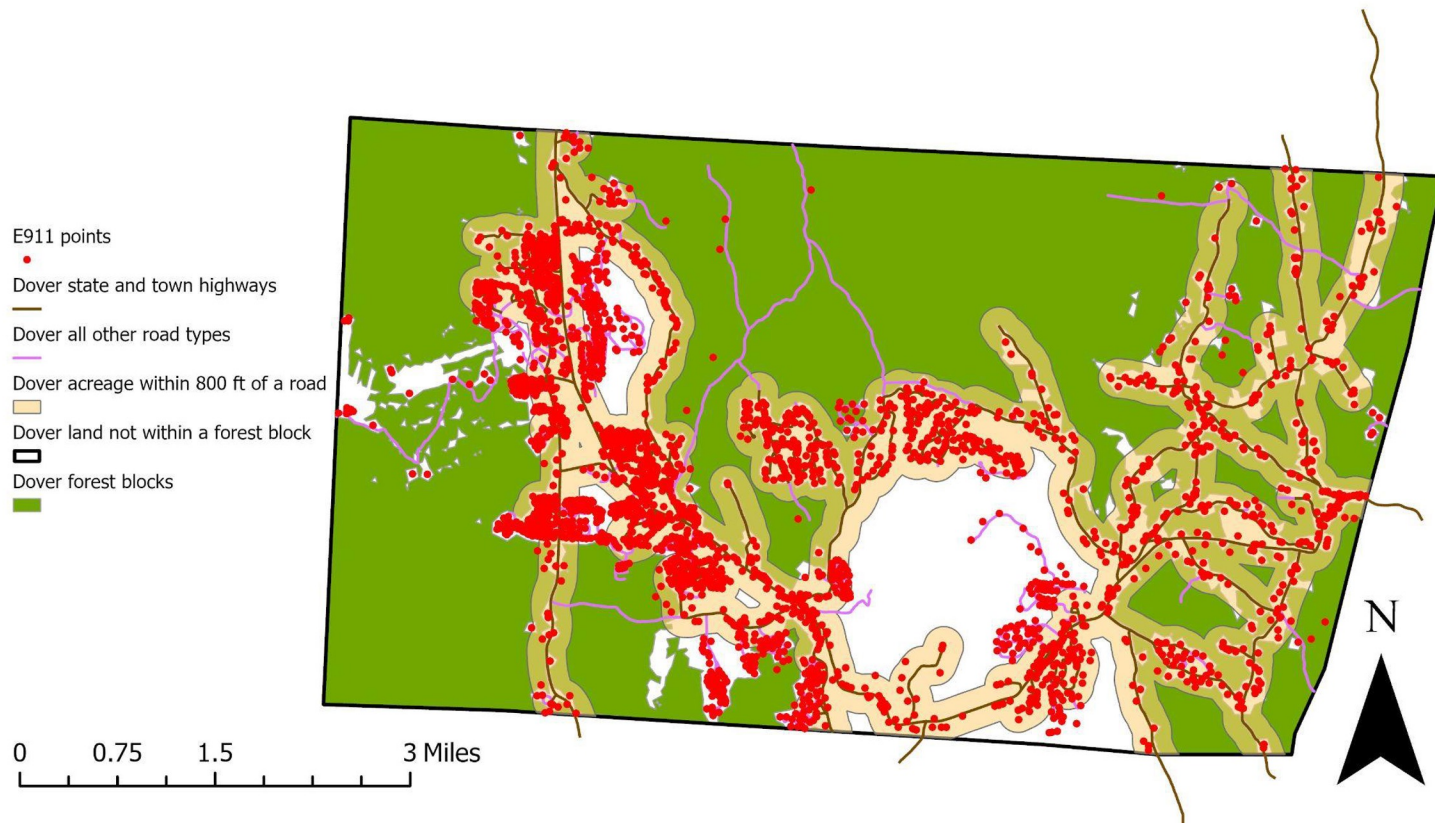 E911 points
Dover state and town highways
Dover all other road types
Dover acreage within 800 ft of a road
Dover land not within a forest block
Dover forest blocks
0 0.75 1.5 3 Miles
N